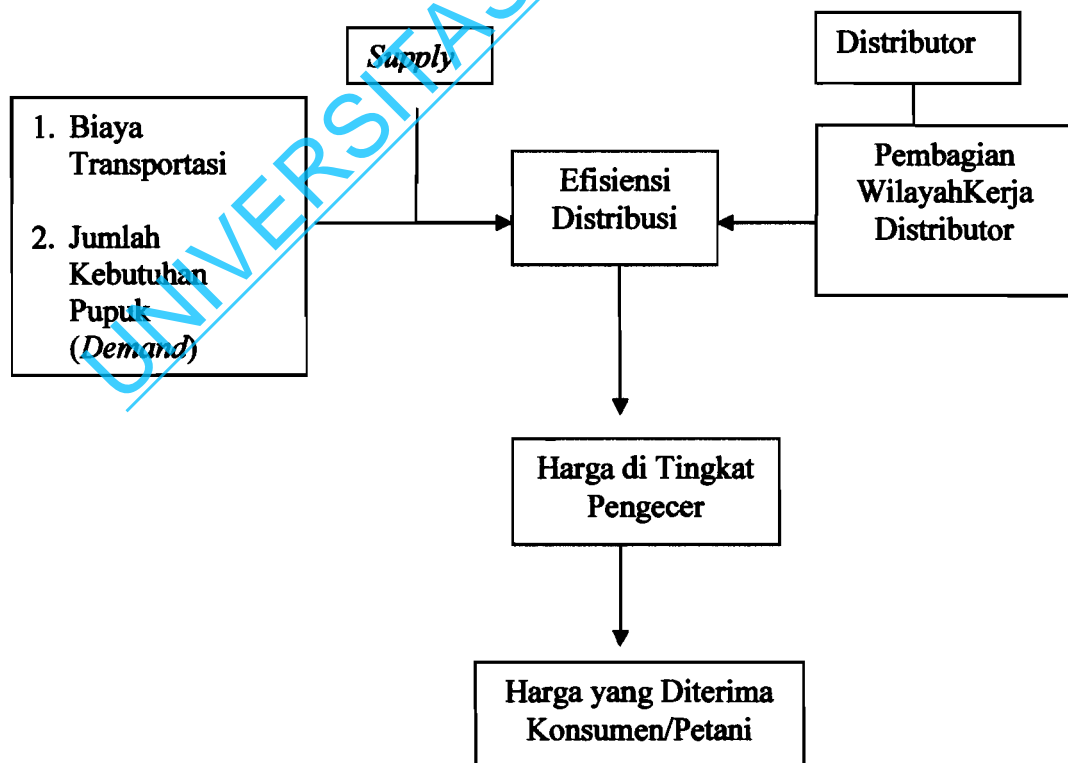 Supply
Distributor
1. Biaya
Transportasi
2. Jumlah
Kebutuhan
Pupuk
(Demand)
Efisiensi
Distribusi
Pembagian
WilayahKerja
Distributor
Harga di Tingkat
Pengecer
Harga yang Diterima
Konsumen/Petani
UNIVERSITAS